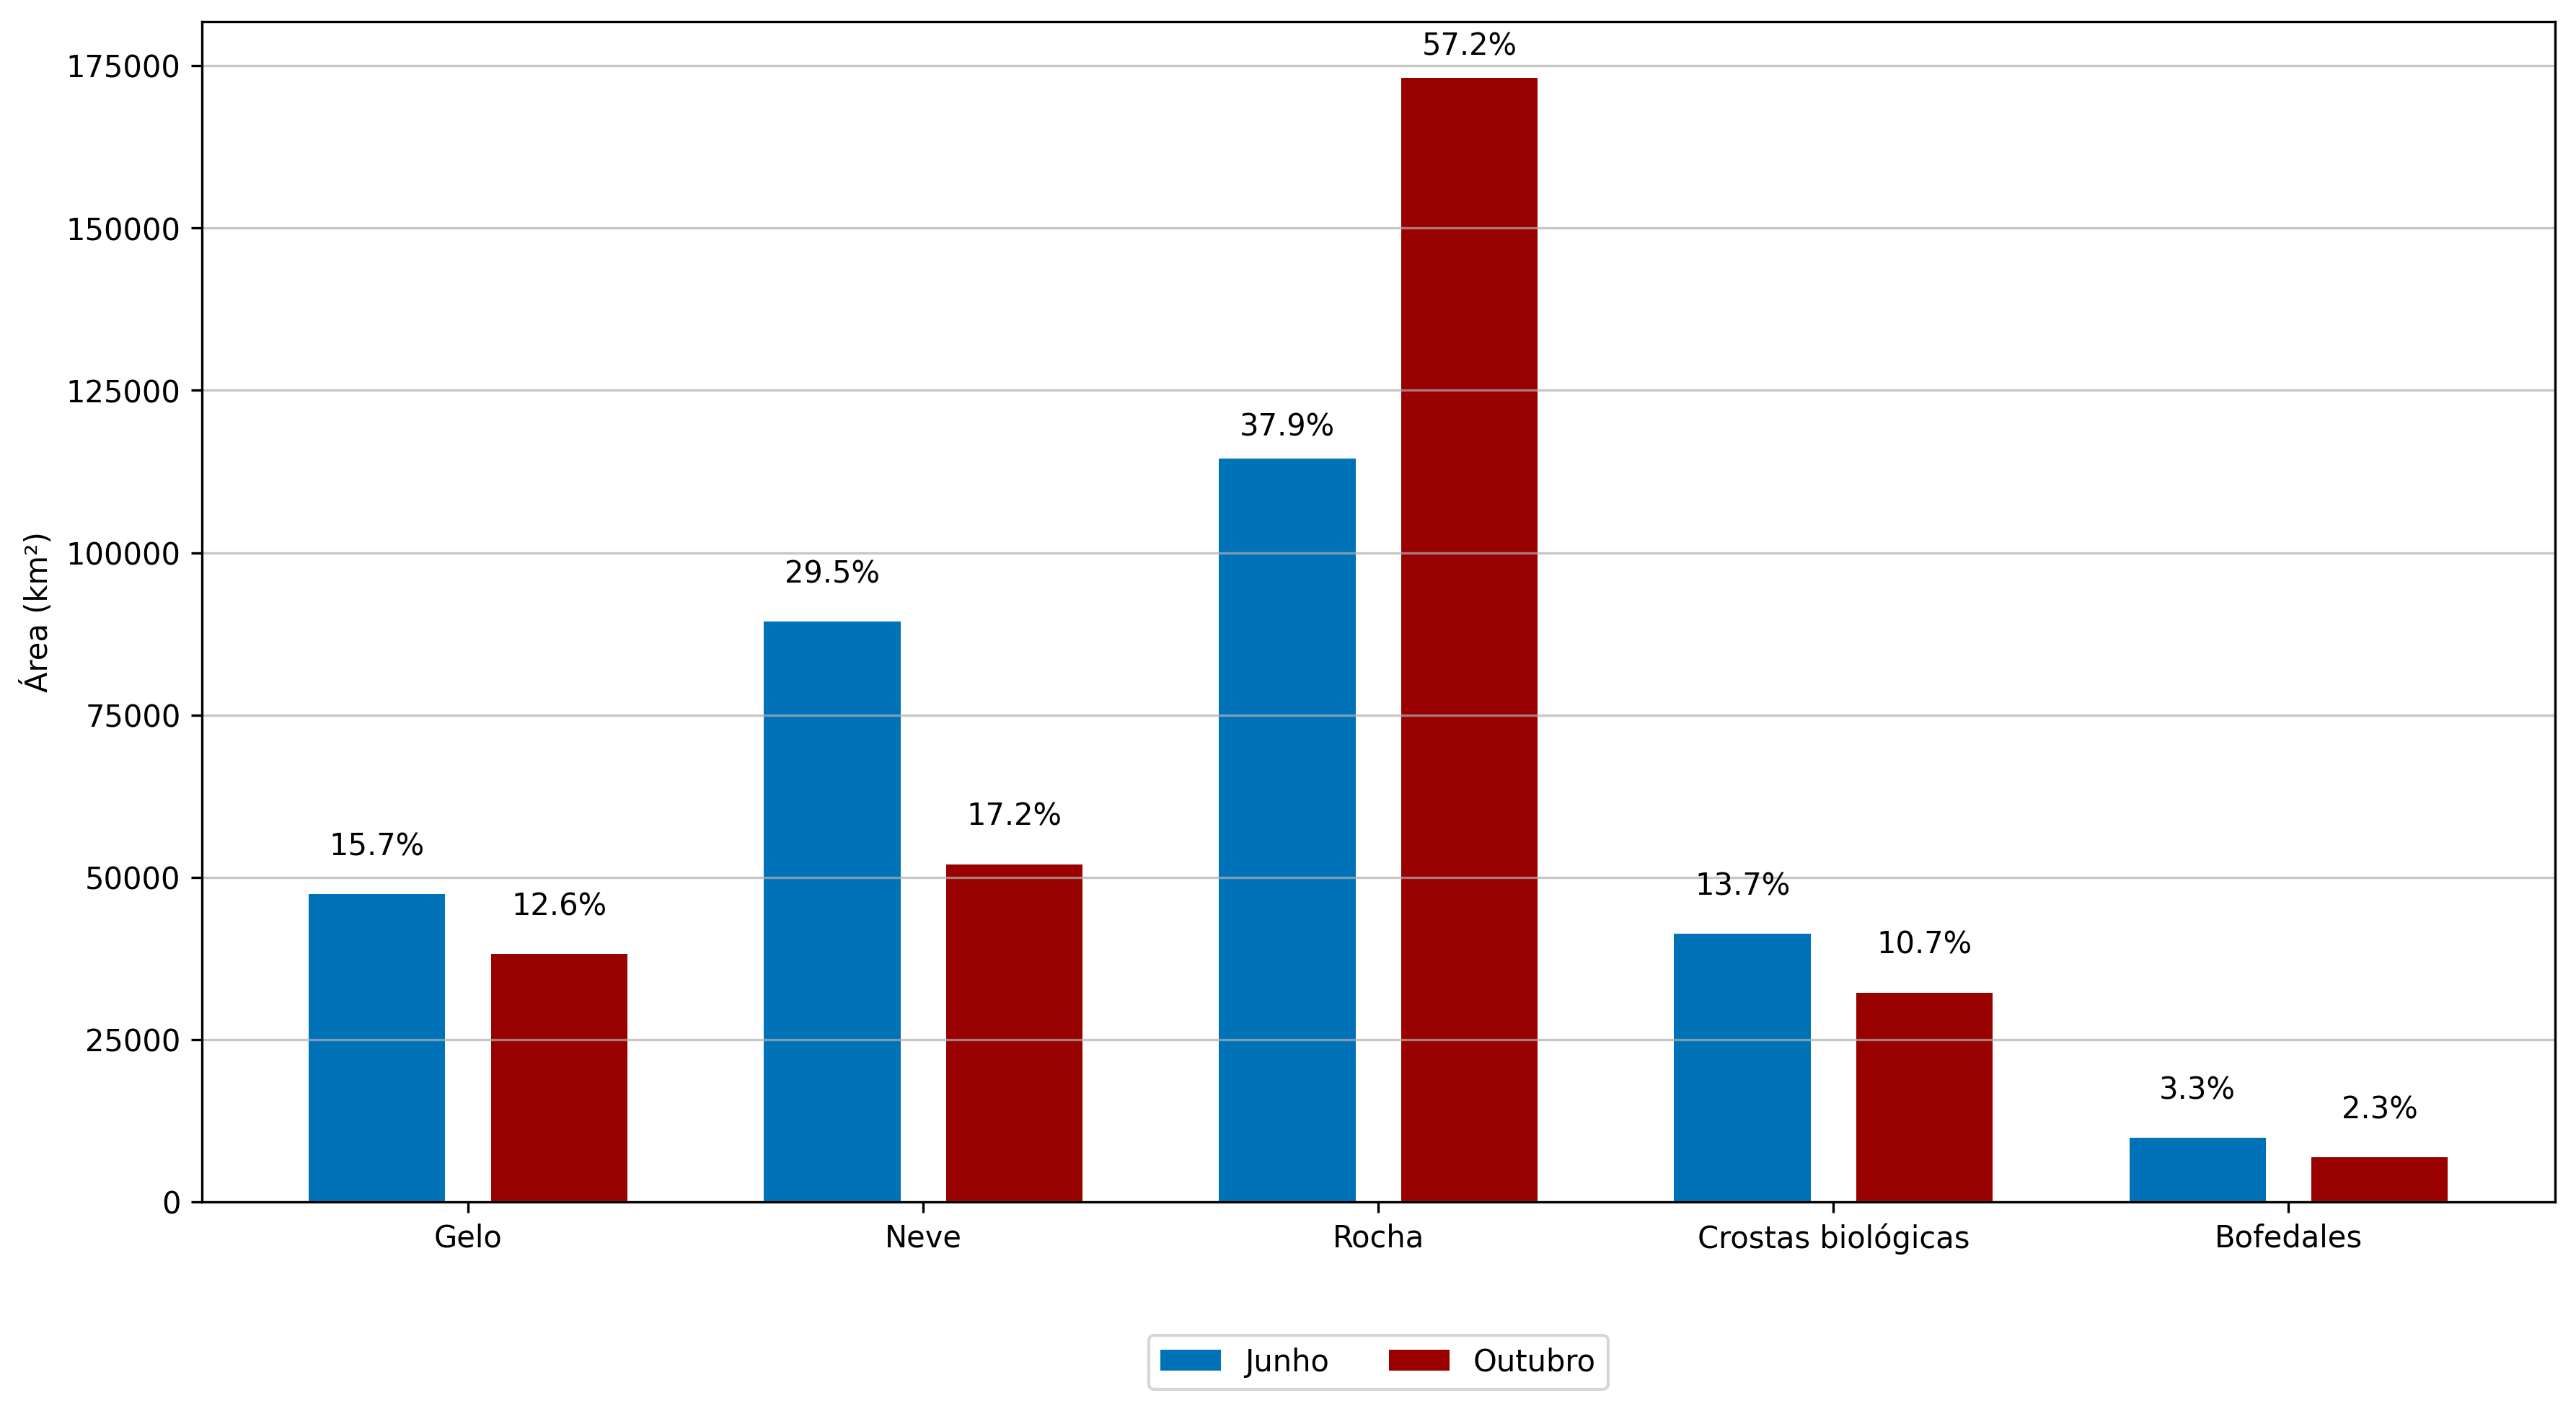 Área (km²)
175000
150000
125000
100000
75000
50000
25000
0
15.7%
12.6%
29.5%
17.2%
37.9%
57.2%
13.7%
10.7%
3.3%
2.3%
Gelo
Neve
Rocha
Crostas biológicas
Bofedales
Junho
Outubro